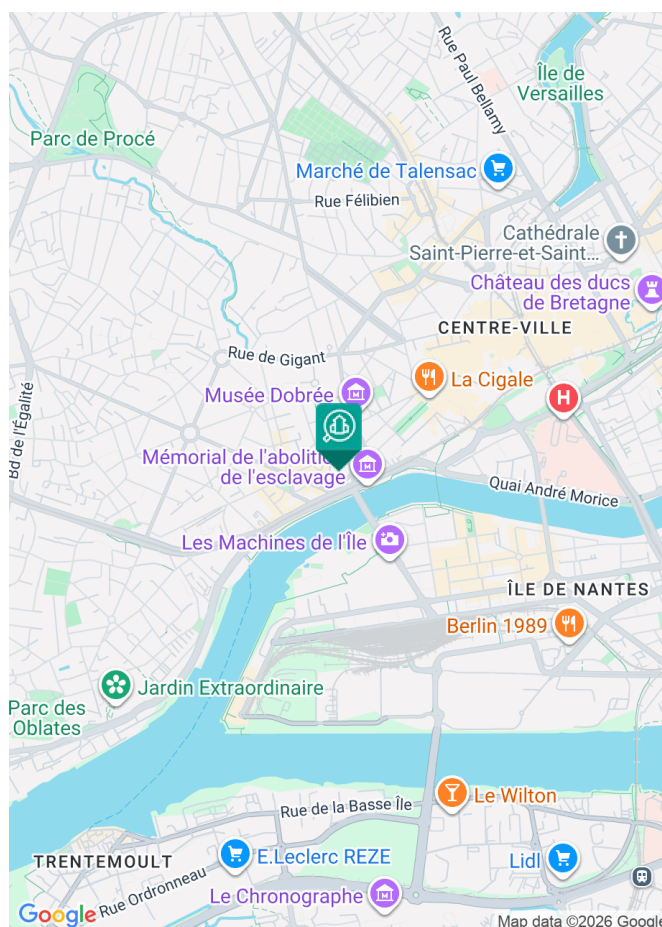 Rue Paul Bellamy
Île de
Versailles
Parc de Procé
Marché de Talensac
Rue Félibien
Cathédrale
Saint-Pierre-et-Saint...
Château des ducs
de Bretagne
CENTRE-VILLE
Rue de Gigant
La Cigale
Musée Dobrée
H
Bd de l'Égalité
Mémorial de l'abolitio
de l'esclavage
Quai André Morice
Les Machines de l'Île
ÎLE DE NANTES
Berlin 1989
Jardin Extraordinaire
Parc des
Oblates
Le Wilton
Rue de la Basse Île
TRENTEMOULT
E.Leclerc REZE
Lidl
Rue Ordronneau
Le Chronographe
Google
Map data ©2026 Google